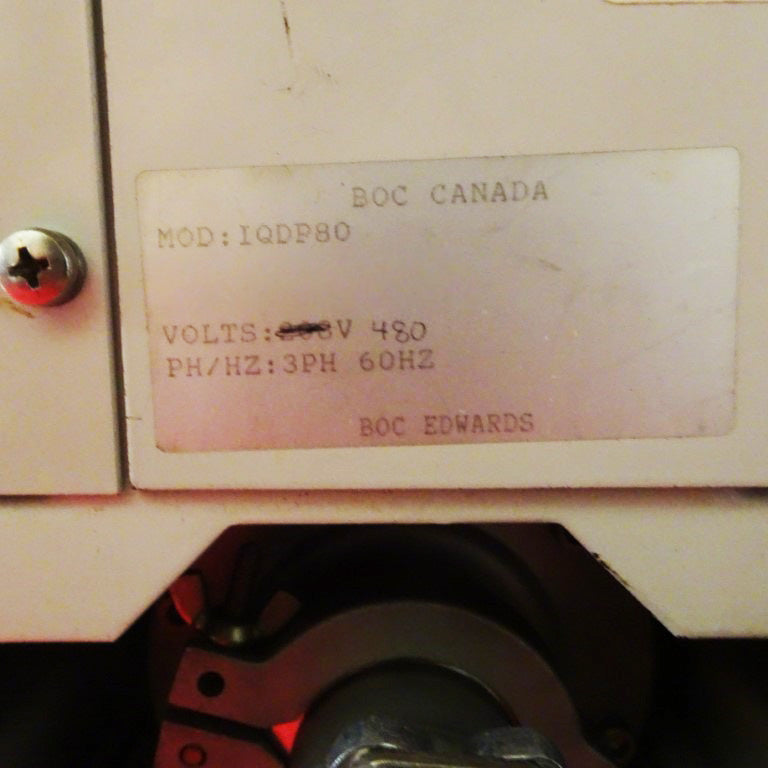 BOC CANADA
MOD:IQDP80
VOLTS:208V 480
PH/HZ:3PH 60HZ
BOC EDWARDS